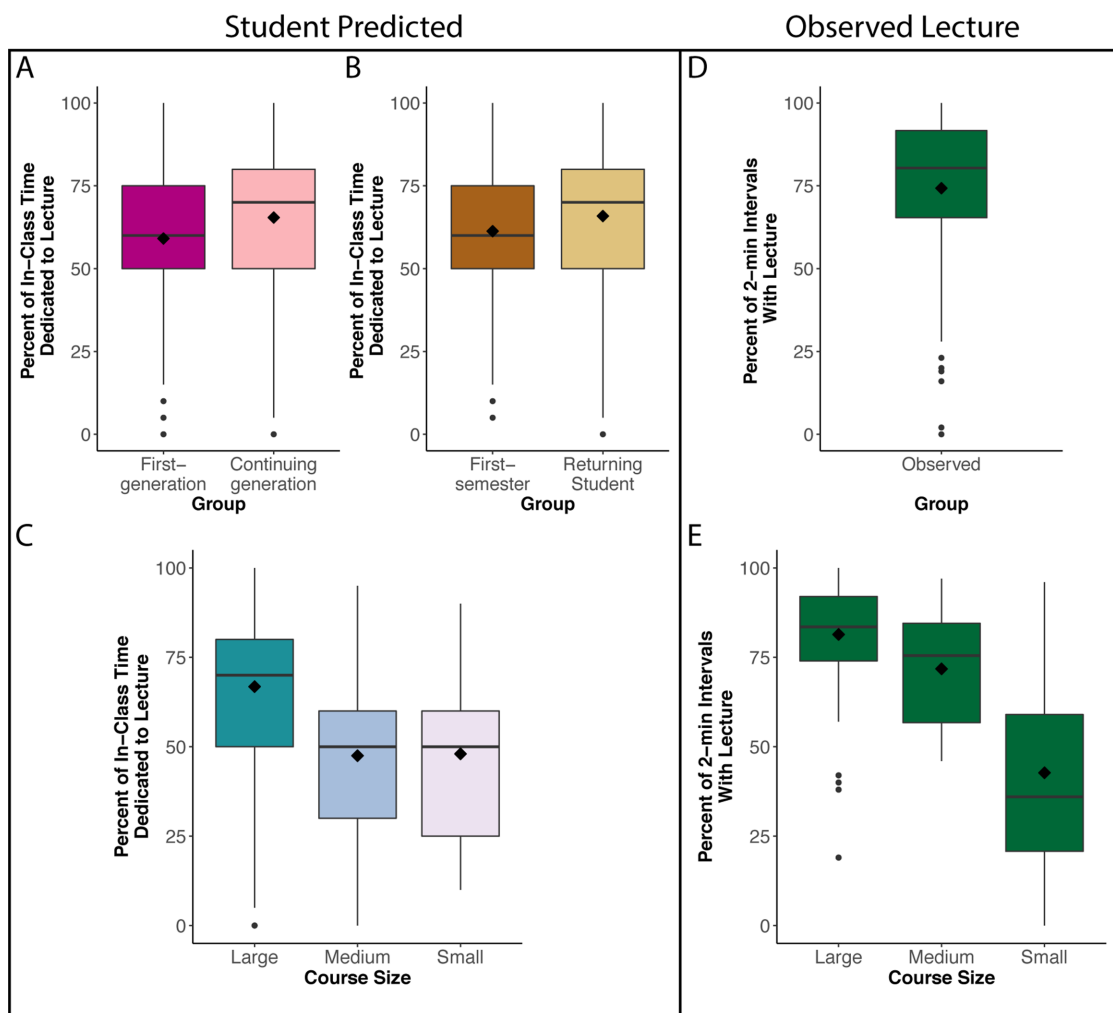 Student Predicted
Observed Lecture
A
Percent of In−Class Time
Dedicated to Lecture
100
75
50
25
0
First−
generation
Continuing
generation
Group
B
Percent of In−Class Time
Dedicated to Lecture
100
75
50
25
0
First−
semester
Returning
Student
Group
D
Percent of 2−min Intervals
With Lecture
100
75
50
25
0
Observed
Group
C
Percent of In−Class Time
Dedicated to Lecture
100
75
50
25
0
Large
Medium
Small
Course Size
E
Percent of 2−min Intervals
With Lecture
100
75
50
25
0
Large
Medium
Small
Course Size